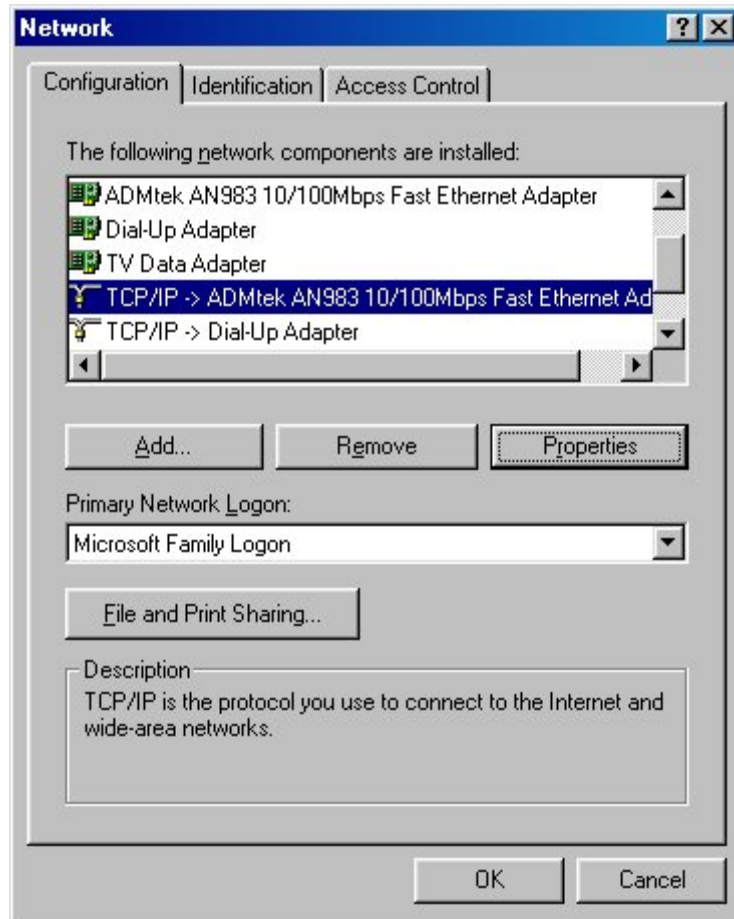 Network
Configuration
Identification
Access Control
The following network components are installed:
ADMtek AN983 10/100Mbps Fast Ethernet Adapter
Dial-Up Adapter
TV Data Adapter
TCP/IP -> ADMtek AN983 10/100Mbps Fast Ethernet Ad
TCP/IP -> Dial-Up Adapter
Add...
Remove
Properties
Primary Network Logon:
Microsoft Family Logon
File and Print Sharing...
Description
TCP/IP is the protocol you use to connect to the Internet and
wide-area networks.
OK
Cancel